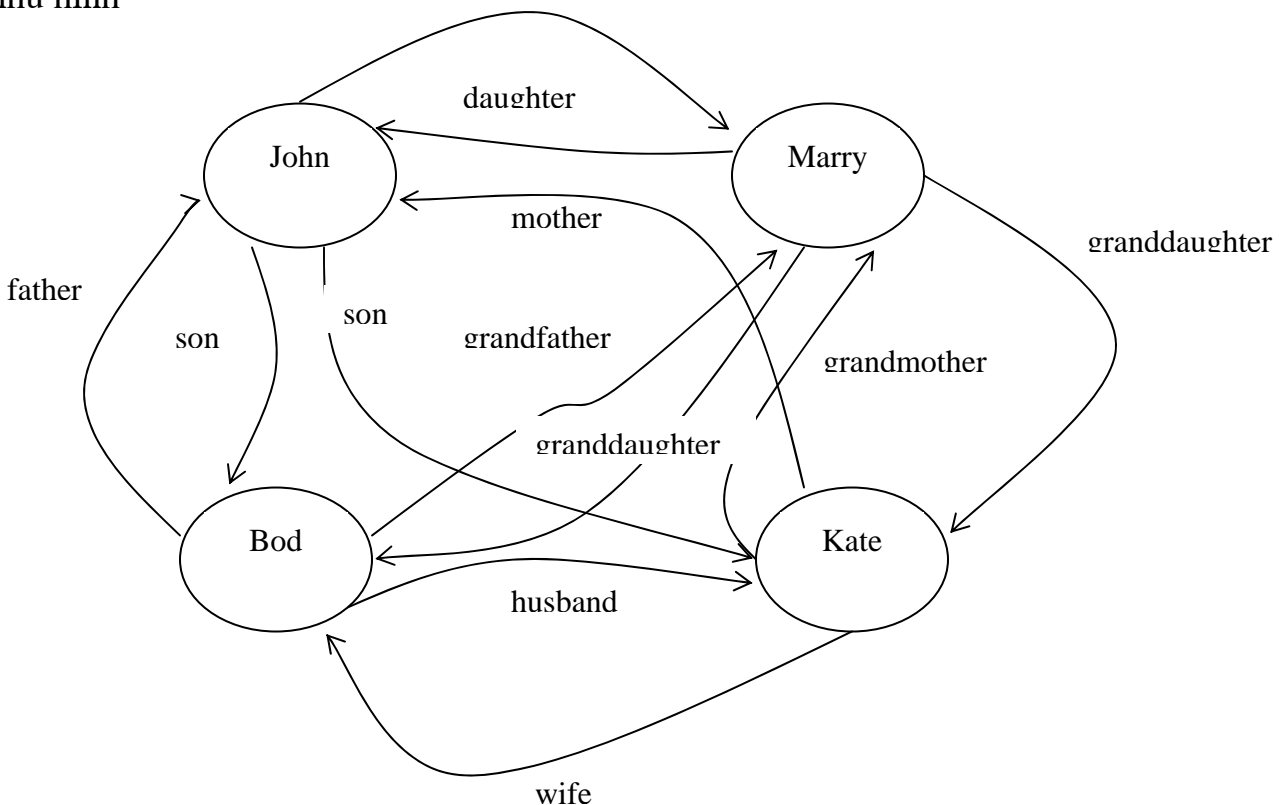 daughter
John
Marry
mother
granddaughter
father
son
son
grandfather
grandmother
granddaughter
Bod
Kate
husband
wife